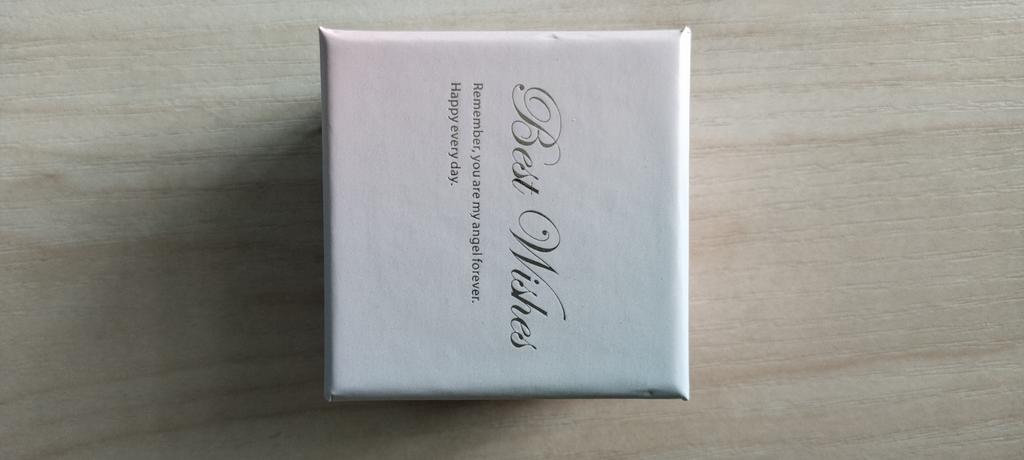 Best Wishes
Remember, you are my angel forever.
Happy every day.